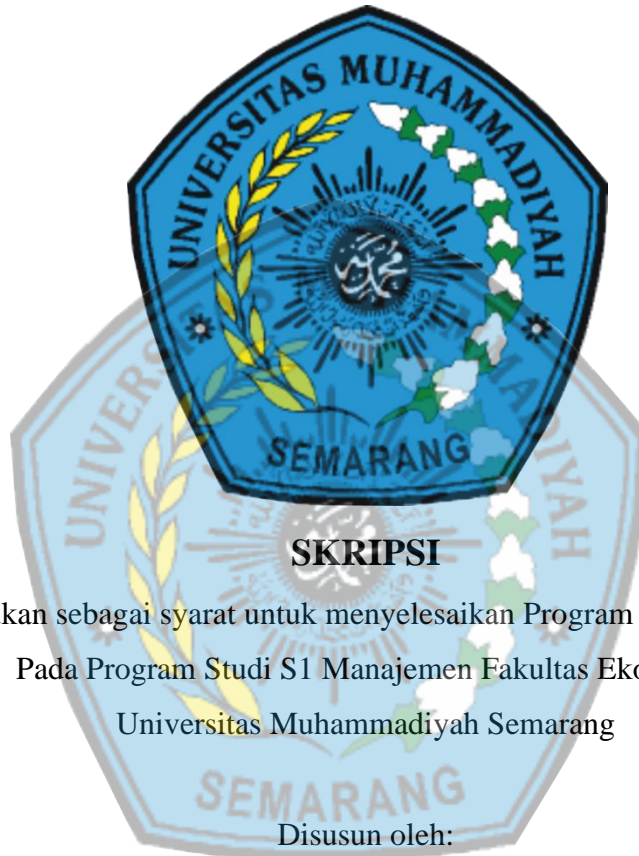 UNIVERSITAS MUHAMMADIYAH
SEMARANG
SKRIPSI
kan sebagai syarat untuk menyelesaikan Program
Pada Program Studi S1 Manajemen Fakultas Eko
Universitas Muhammadiyah Semarang
SEMARANG
Disusun oleh: